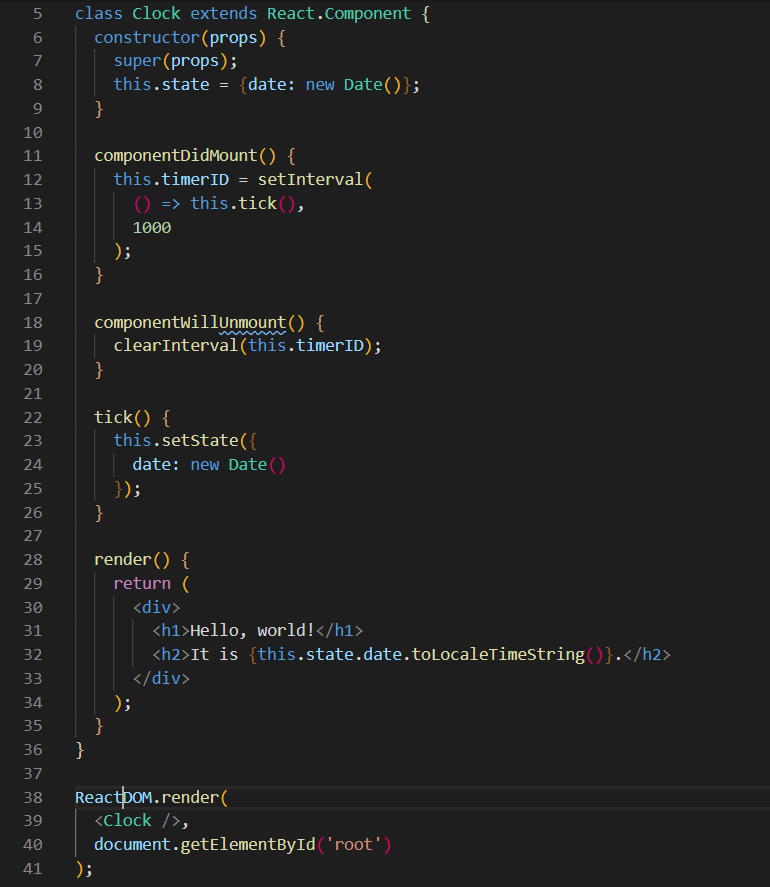 5 class Clock extends React.Component {
6   constructor(props) {
7     super(props);
8     this.state = {date: new Date()};
9   }
10
11   componentDidMount() {
12     this.timerID = setInterval(
13       () => this.tick(),
14       1000
15     );
16   }
17
18   componentWillUnmount() {
19     clearInterval(this.timerID);
20   }
21
22   tick() {
23     this.setState({
24       date: new Date()
25     });
26   }
27
28   render() {
29     return (
30       <div>
31         <h1>Hello, world!</h1>
32         <h2>It is {this.state.date.toLocaleTimeString()}.</h2>
33       </div>
34     );
35   }
36 }
37
38 ReactDOM.render(
39   <Clock />,
40   document.getElementById('root')
41 );